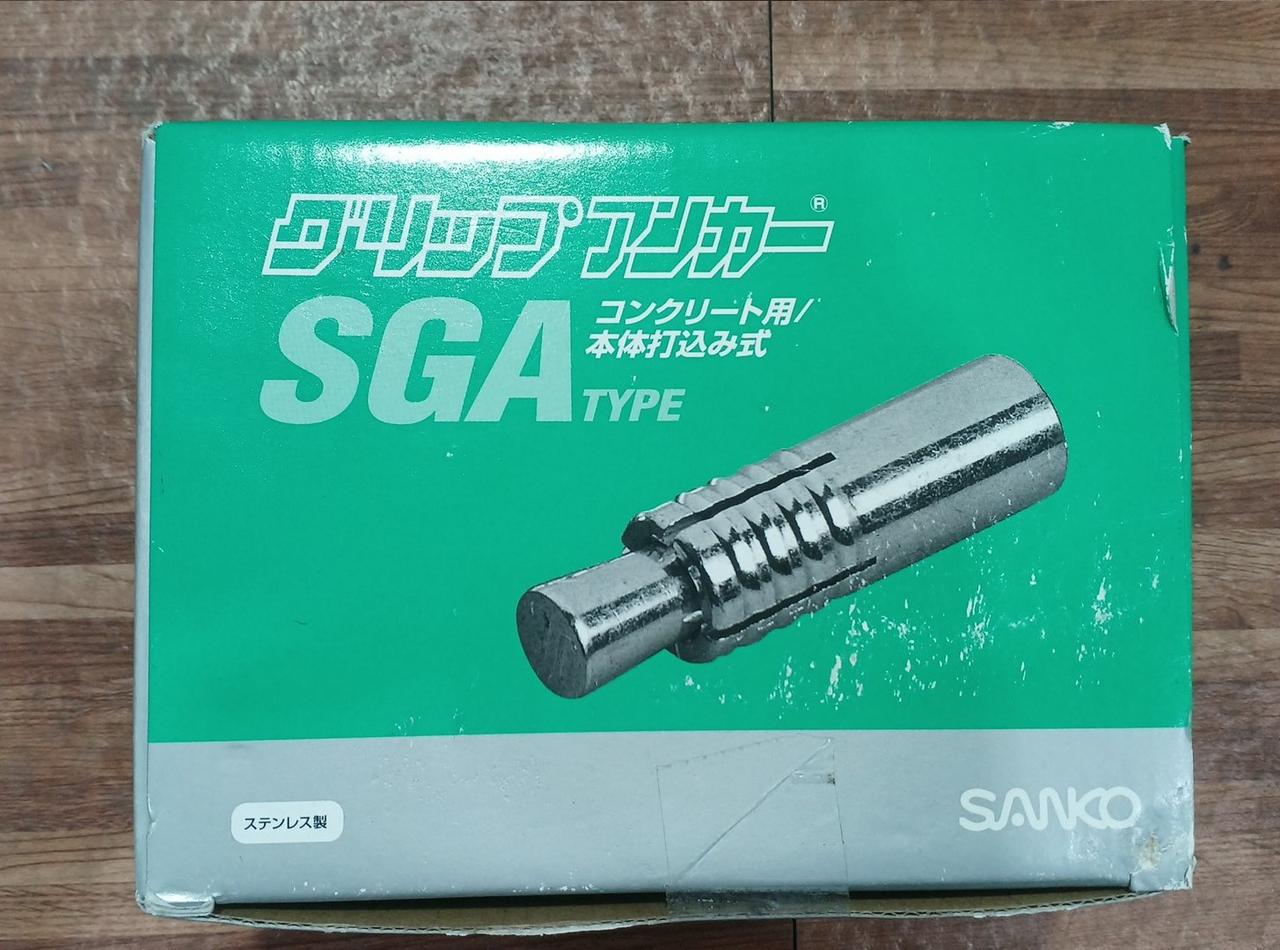 グリップアンカー®
SGA TYPE
コンクリート用/
本体打込み式
ステンレス製
SANKO